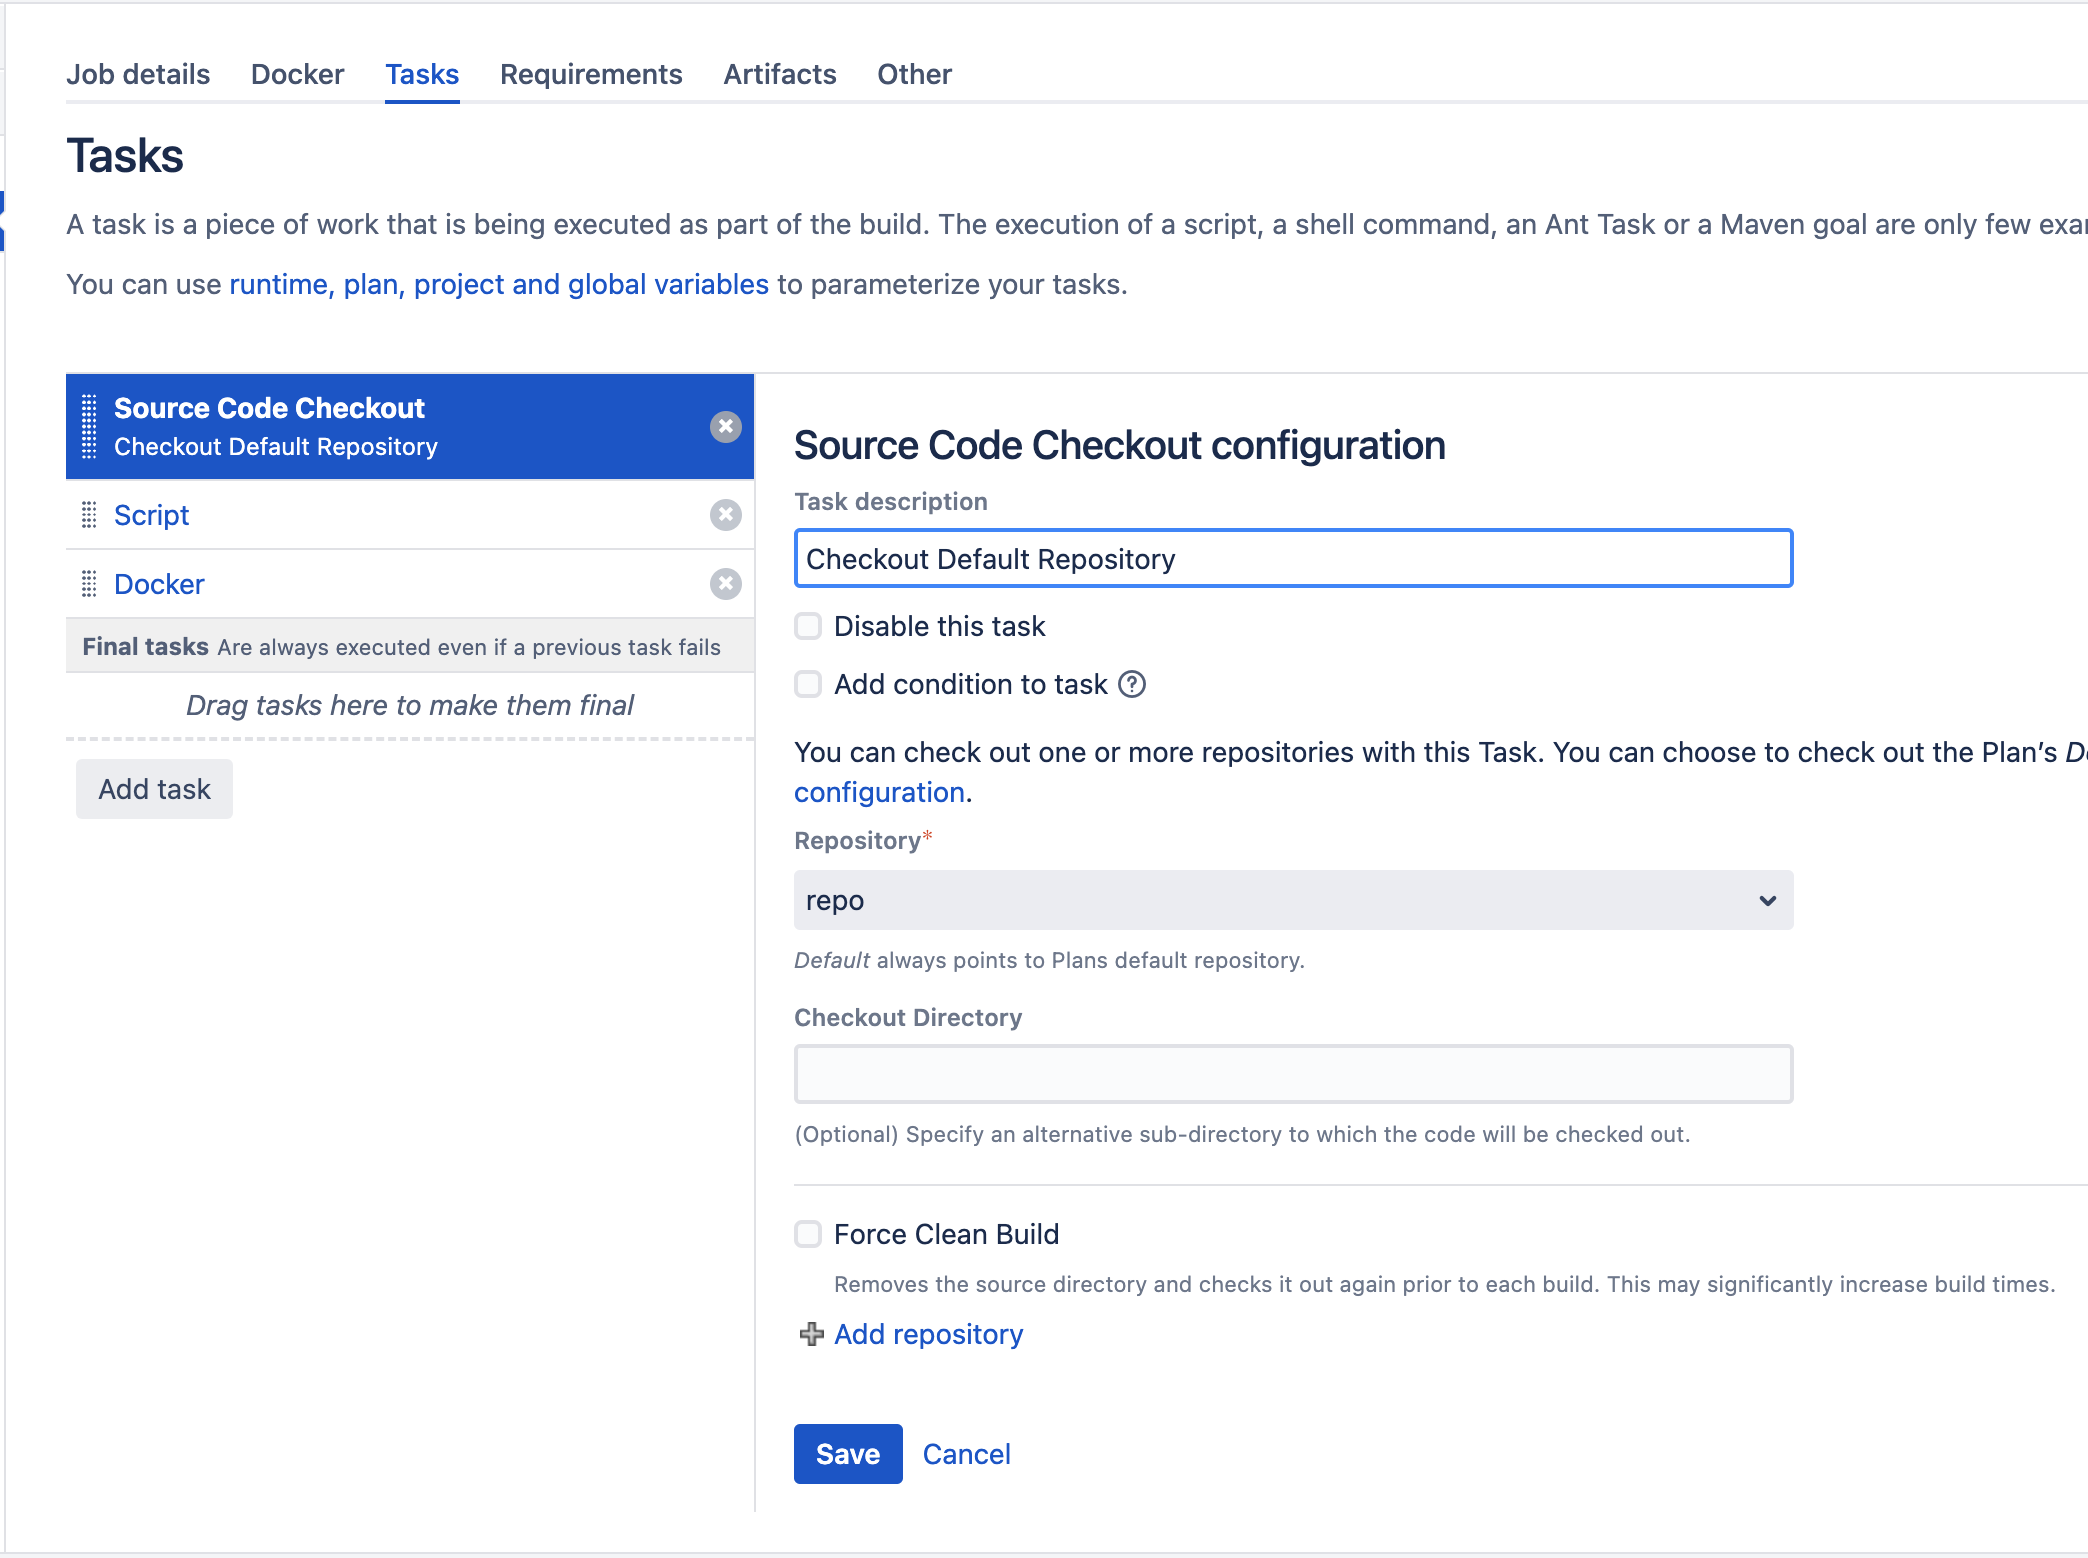 Job details Docker Tasks Requirements Artifacts Other
Tasks
A task is a piece of work that is being executed as part of the build. The execution of a script, a shell command, an Ant Task or a Maven goal are only few
You can use runtime, plan, project and global variables to parameterize your tasks.
Source Code Checkout
Checkout Default Repository
Script
Docker
Final tasks Are always executed even if a previous task fails
Drag tasks here to make them final
Add task
Source Code Checkout configuration
Task description
Checkout Default Repository
Disable this task
Add condition to task ?
You can check out one or more repositories with this Task. You can choose to check out the Plan's
configuration.
Repository*
repo
Default always points to Plans default repository.
Checkout Directory
(Optional) Specify an alternative sub-directory to which the code will be checked out.
Force Clean Build
Removes the source directory and checks it out again prior to each build. This may significantly increase build times.
Add repository
Save Cancel